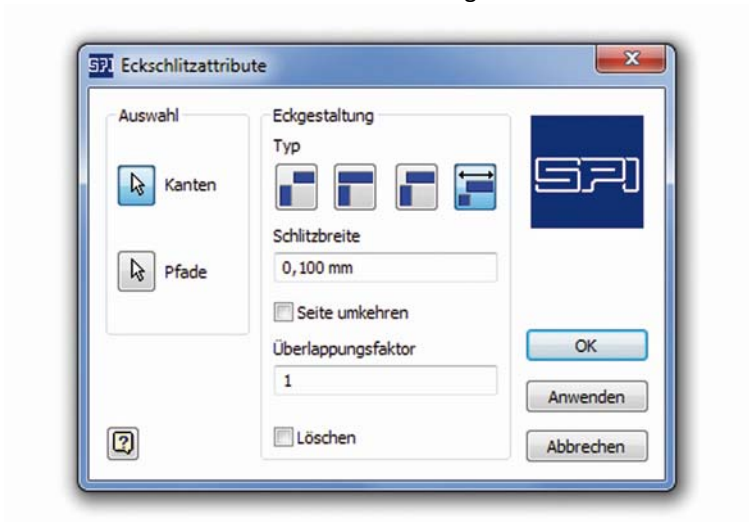 SPI Eckschlitzattribute
Auswahl
Kanten
Pfade
Eckgestaltung
Typ
Schlitzbreite
0,100 mm
Seite umkehren
Überlappungsfaktor
1
Löschen
SPI
OK
Anwenden
Abbrechen